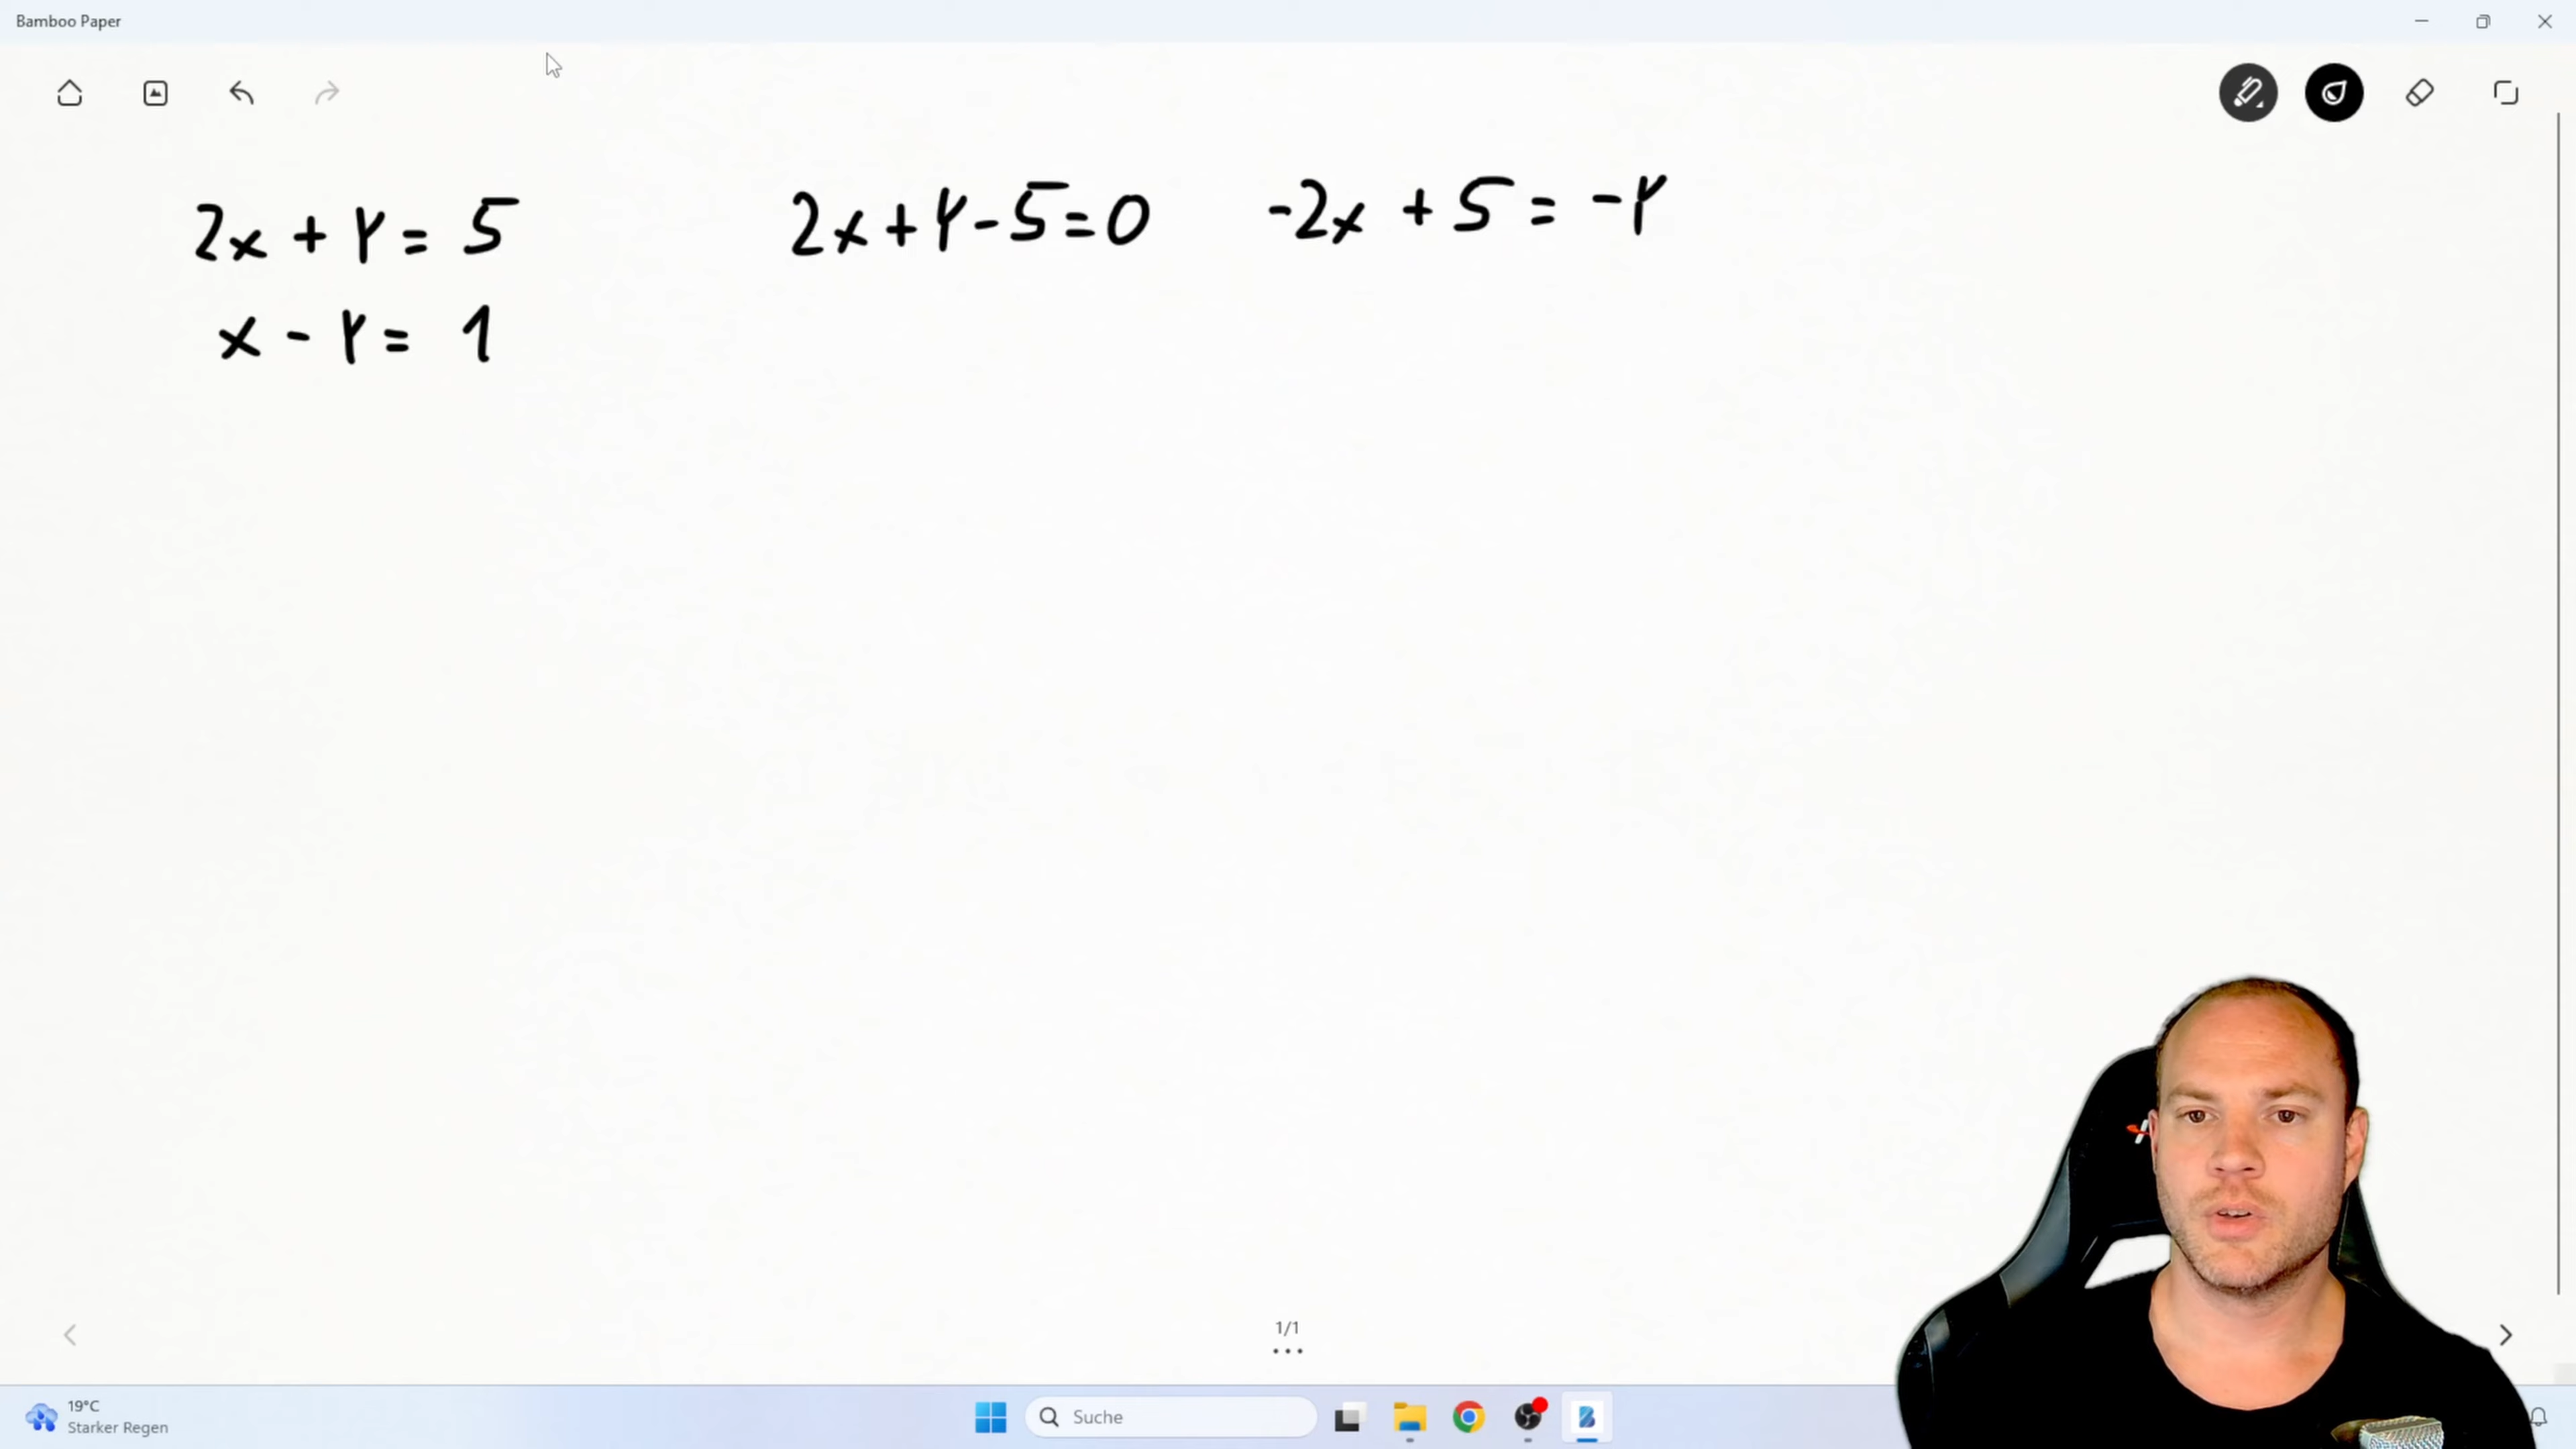 Bamboo Paper
2x + y = 5
2x + y - 5 = 0
-2x + 5 = -y
x - y = 1
1/1
19°C
Starker Regen
Suche